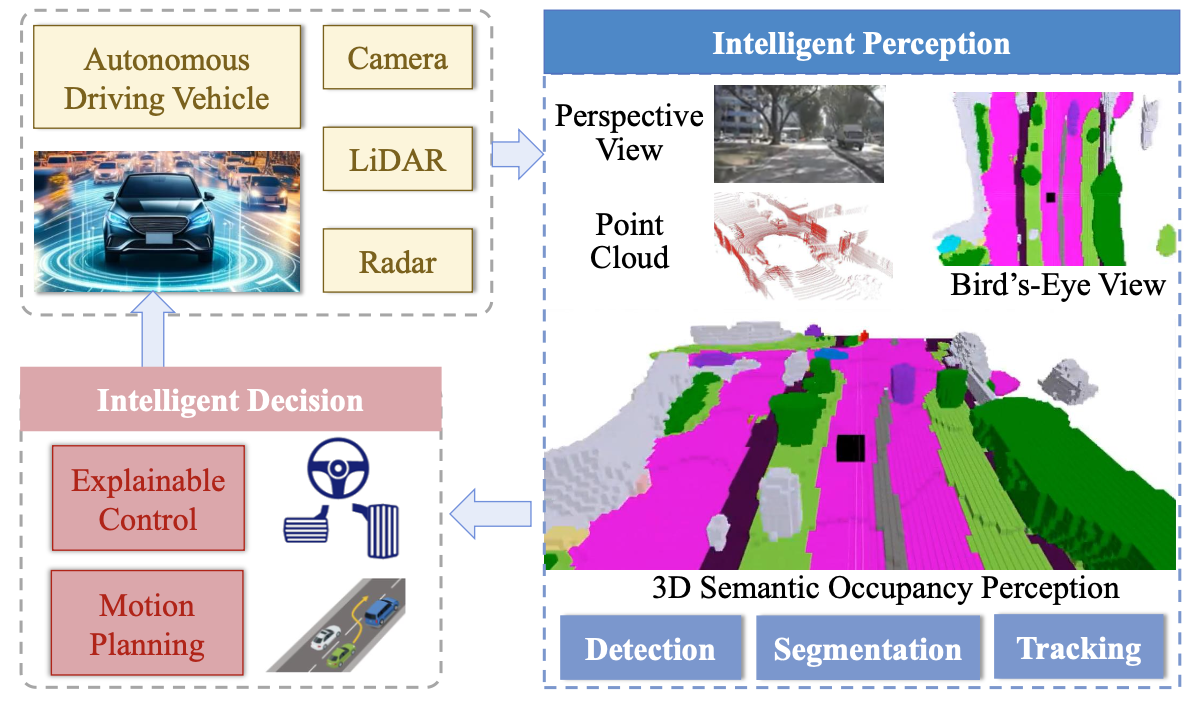 Autonomous
Driving Vehicle
Camera
LiDAR
Radar
Intelligent Perception
Perspective
View
Point
Cloud
Bird’s-Eye View
3D Semantic Occupancy Perception
Detection
Segmentation
Tracking
Intelligent Decision
Explainable
Control
Motion
Planning